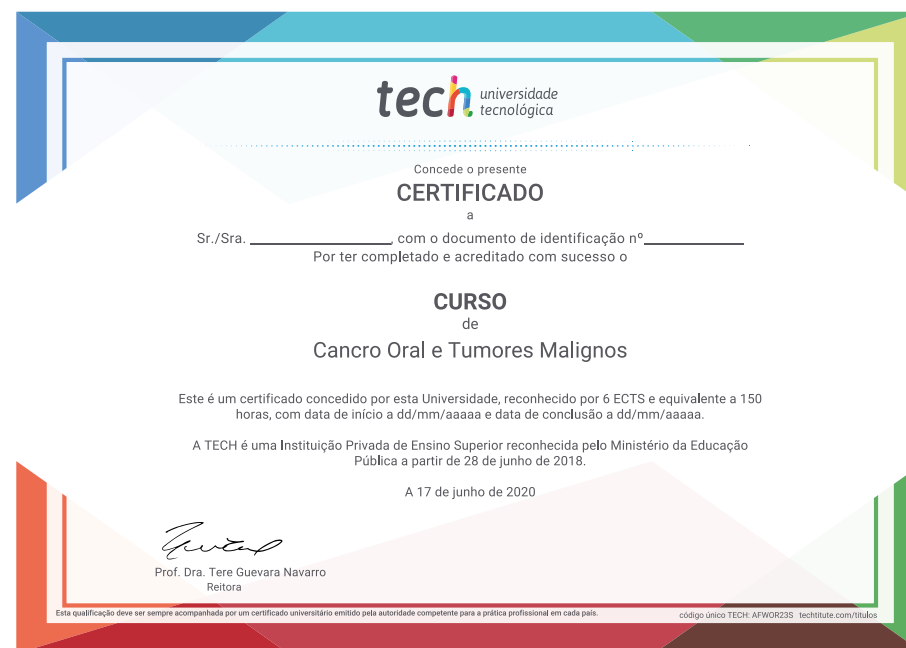 tech universidade
tecnológica
Concede o presente
CERTIFICADO
a
Sr./Sra. ____________________, com o documento de identificação nº______________
Por ter completado e acreditado com sucesso o
CURSO
de
Cancro Oral e Tumores Malignos
Este é um certificado concedido por esta Universidade, reconhecido por 6 ECTS e equivalente a 150
horas, com data de início a dd/mm/aaaaa e data de conclusão a dd/mm/aaaaa.
A TECH é uma Instituição Privada de Ensino Superior reconhecida pelo Ministério da Educação
Pública a partir de 28 de junho de 2018.
A 17 de junho de 2020
Prof. Dra. Tere Guevara Navarro
Reitora
Esta qualificação deve ser sempre acompanhada por um certificado universitário emitido pela autoridade competente para a prática profissional em cada país.
código único TECH: AFWOR23S techtitute.com/titulos